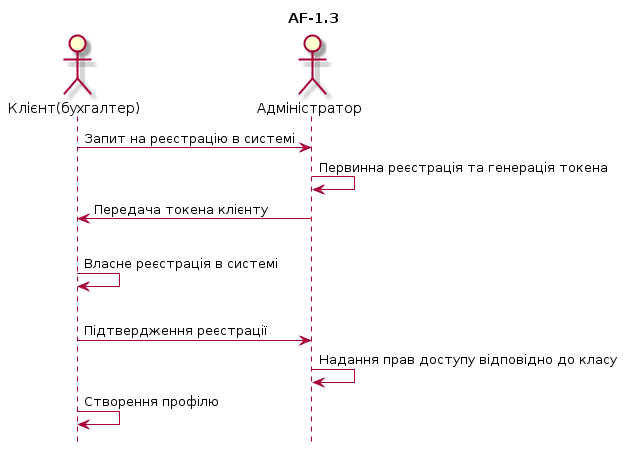 AF-1.3
Клієнт(бухгалтер)
Адміністратор
Запит на реєстрацію в системі
Первинна реєстрація та генерація токена
Передача токена клієнту
Власне реєстрація в системі
Підтвердження реєстрації
Надання прав доступу відповідно до класу
Створення профілю